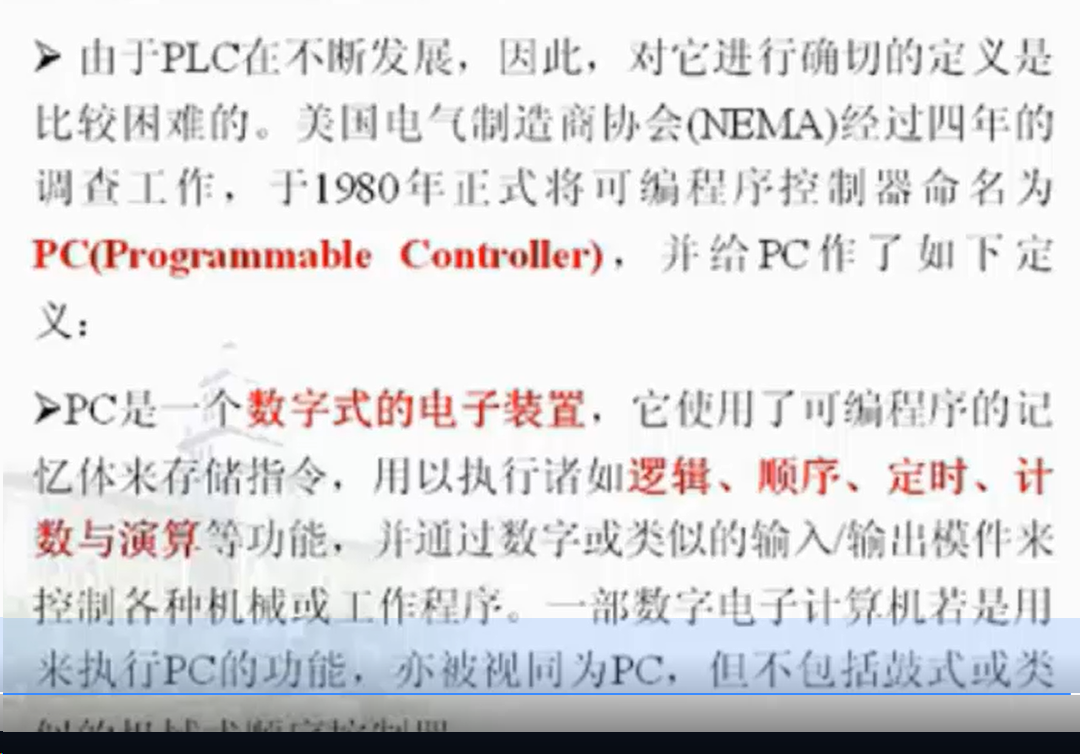 ➤ 由于PLC在不断发展，因此，对它进行确切的定义是
比较困难的。美国电气制造商协会(NEMA)经过四年的
调查工作，于1980年正式将可编程序控制器命名为
PC(Programmable Controller)，并给PC作了如下定
义：
➤PC是一个数字式的电子装置，它使用了可编程序的记
忆体来存储指令，用以执行诸如逻辑、顺序、定时、计
数与演算等功能，并通过数字或类似的输入/输出模件来
控制各种机械或工作程序。一部数字电子计算机若是用
来执行PC的功能，亦被视同为PC，但不包括鼓式或类